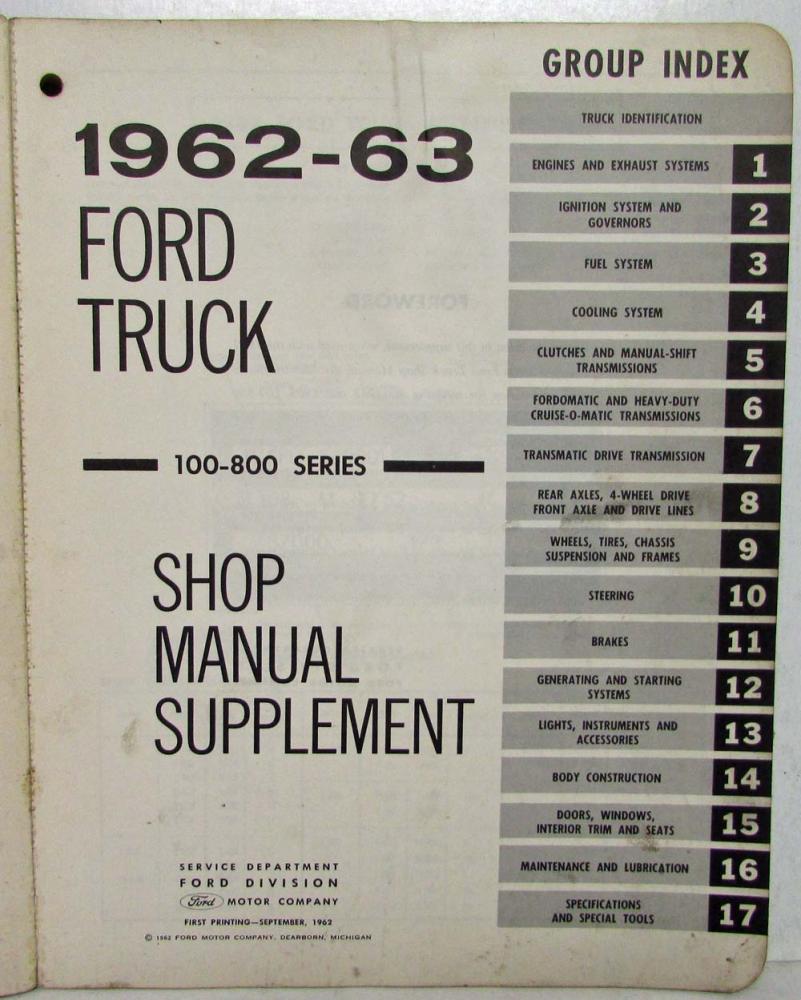 1962-63
FORD
TRUCK
100-800 SERIES
SHOP
MANUAL
SUPPLEMENT
SERVICE DEPARTMENT
FORD DIVISION
Ford MOTOR COMPANY
FIRST PRINTING—SEPTEMBER, 1962
© 1962 FORD MOTOR COMPANY, DEARBORN, MICHIGAN
GROUP INDEX
TRUCK IDENTIFICATION
ENGINES AND EXHAUST SYSTEMS 1
IGNITION SYSTEM AND
GOVERNORS 2
FUEL SYSTEM 3
COOLING SYSTEM 4
CLUTCHES AND MANUAL-SHIFT
TRANSMISSIONS 5
FORDOMATIC AND HEAVY-DUTY
CRUISE-O-MATIC TRANSMISSIONS 6
TRANSMATIC DRIVE TRANSMISSION 7
REAR AXLES, 4-WHEEL DRIVE
FRONT AXLE AND DRIVE LINES 8
WHEELS, TIRES, CHASSIS
SUSPENSION AND FRAMES 9
STEERING 10
BRAKES 11
GENERATING AND STARTING
SYSTEMS 12
LIGHTS, INSTRUMENTS AND
ACCESSORIES 13
BODY CONSTRUCTION 14
DOORS, WINDOWS,
INTERIOR TRIM AND SEATS 15
MAINTENANCE AND LUBRICATION 16
SPECIFICATIONS
AND SPECIAL TOOLS 17
FOREWORD